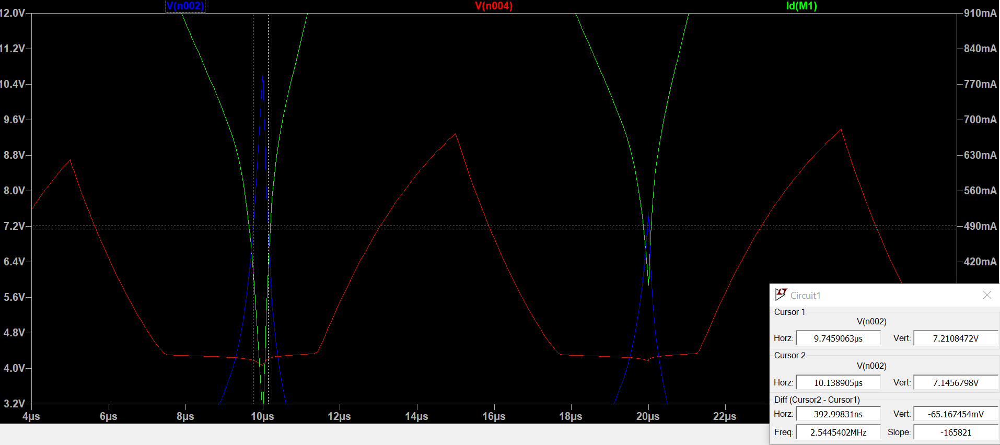 V(n002) V(n004) Id(M1)
12.0V 910mA
11.2V 840mA
10.4V 770mA
9.6V 700mA
8.8V 630mA
8.0V 560mA
7.2V 490mA
6.4V 420mA
5.6V
4.8V
4.0V
3.2V
4µs 6µs 8µs 10µs 12µs 14µs 16µs 18µs 20µs 22µs
Circuit1
Cursor 1
V(n002)
Horz: 9.7459063µs Vert: 7.2108472V
Cursor 2
V(n002)
Horz: 10.138905µs Vert: 7.1456798V
Diff (Cursor2 - Cursor1)
Horz: 392.99831ns Vert: -65.167454mV
Freq: 2.5445402MHz Slope: -165821